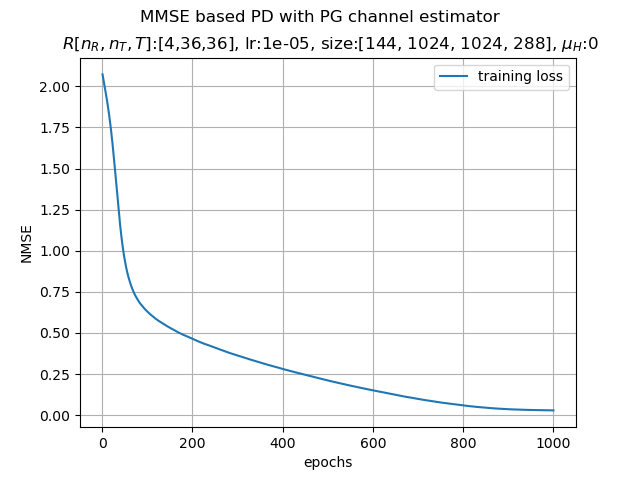 MMSE based PD with PG channel estimator
R[n_R, n_T, T]:[4,36,36], lr:1e-05, size:[144, 1024, 1024, 288], μ_H:0
training loss
2.00
1.75
1.50
1.25
1.00
0.75
0.50
0.25
0.00
NMSE
0 200 400 600 800 1000
epochs